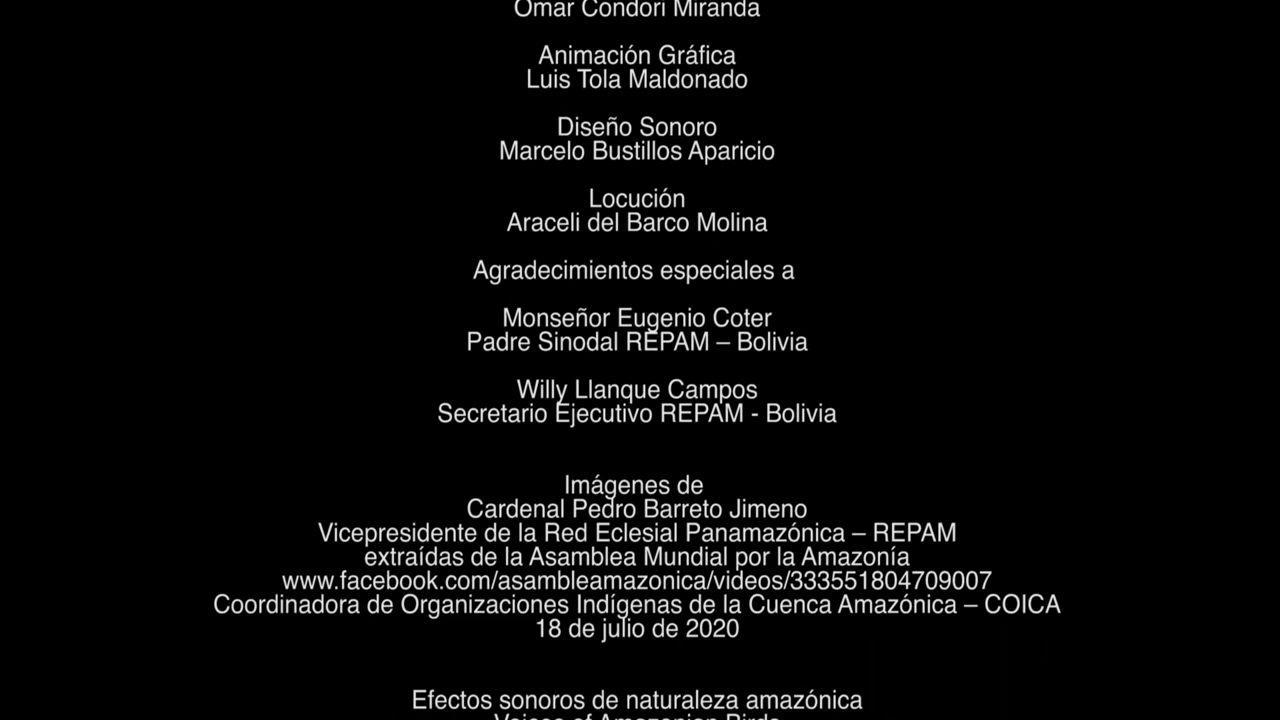 Omar Condori Miranda
Animación Gráfica
Luis Tola Maldonado
Diseño Sonoro
Marcelo Bustillos Aparicio
Locución
Araceli del Barco Molina
Agradecimientos especiales a
Monseñor Eugenio Coter
Padre Sinodal REPAM – Bolivia
Willy Llanque Campos
Secretario Ejecutivo REPAM - Bolivia
Imágenes de
Cardenal Pedro Barreto Jimeno
Vicepresidente de la Red Eclesial Panamazónica – REPAM
extraídas de la Asamblea Mundial por la Amazonía
www.facebook.com/asambleamazonica/videos/333551804709007
Coordinadora de Organizaciones Indígenas de la Cuenca Amazónica – COICA
18 de julio de 2020
Efectos sonoros de naturaleza amazónica
Voices of Amazonian Birds